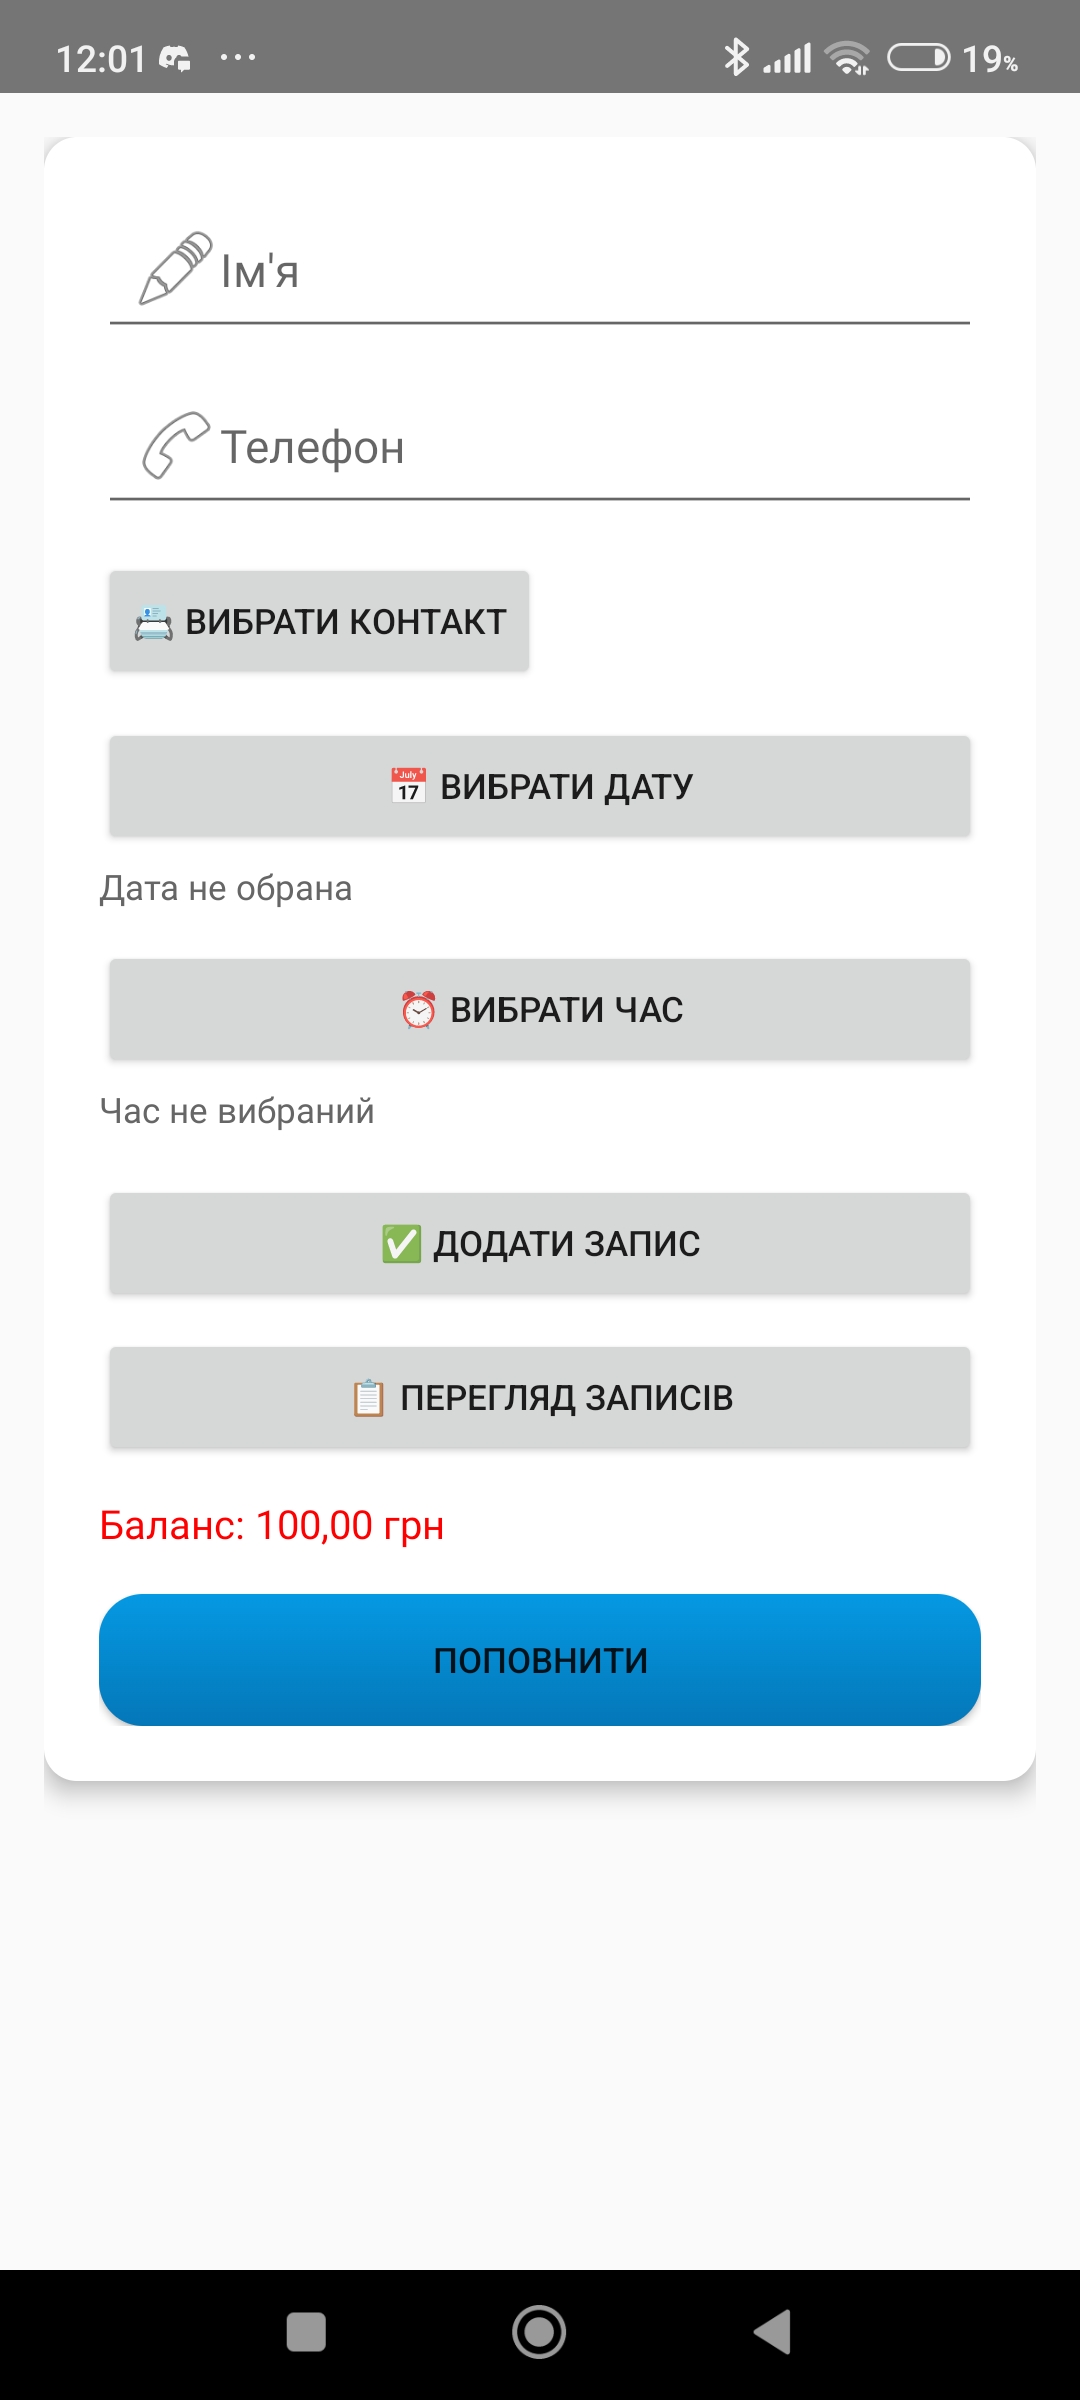 12:01 ... 19%
Ім'я
Телефон
ВИБРАТИ КОНТАКТ
July
17
ВИБРАТИ ДАТУ
Дата не обрана
ВИБРАТИ ЧАС
Час не вибраний
ДОДАТИ ЗАПИС
ПЕРЕГЛЯД ЗАПИСІВ
Баланс: 100,00 грн
ПОПОВНИТИ